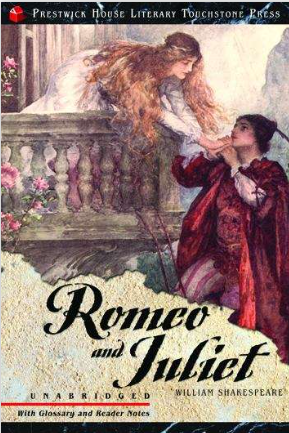 PRESTWICK HOUSE LITERARY TOUCHSTONE PRESS
Romeo
and Juliet
UNABRIDGED
WILLIAM SHAKESPEARE
With Glossary and Reader Notes